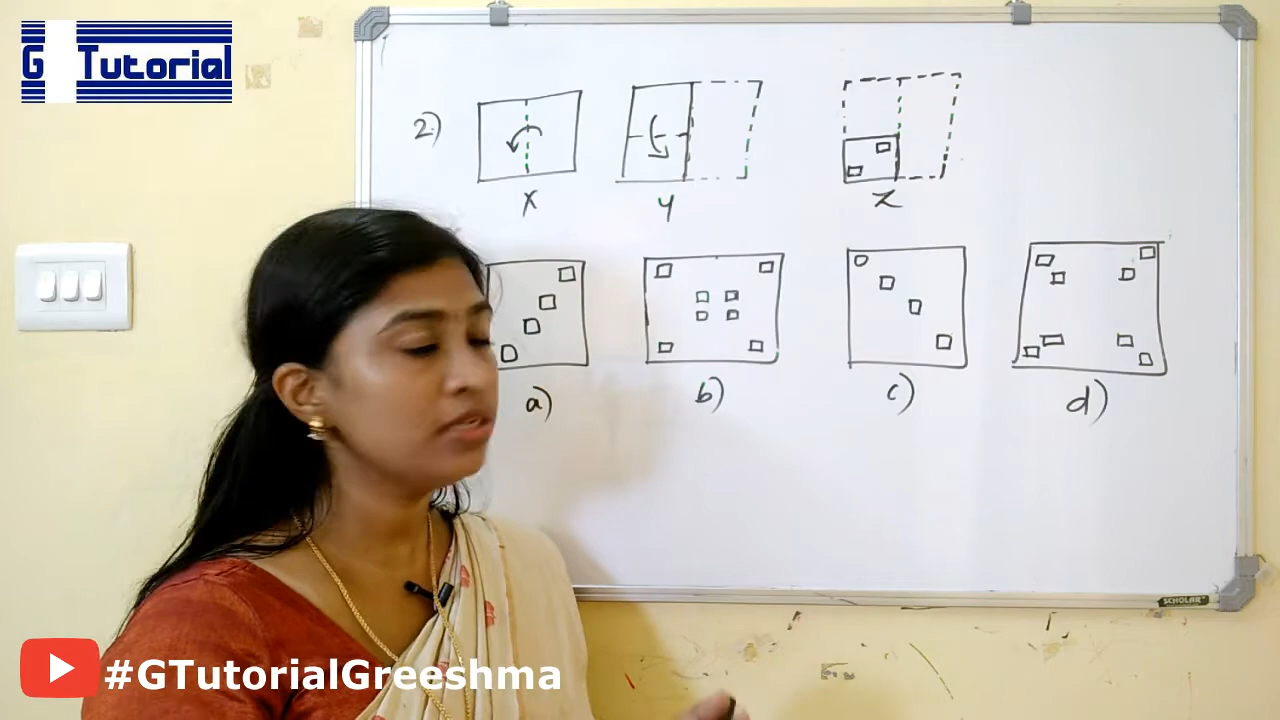 G Tutorial
2)
x y z
a) b) c) d)
SCHOLAR
#GTutorialGreeshma